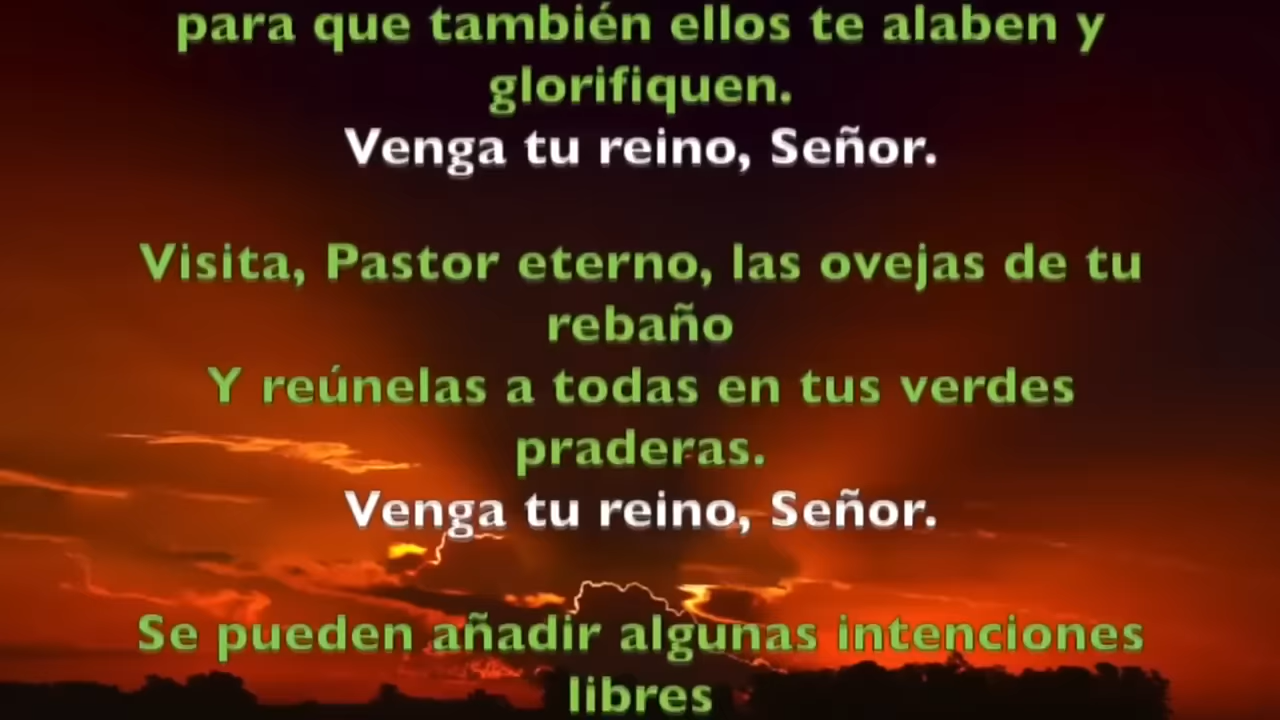 para que también ellos te alaben y
glorifiquen.
Venga tu reino, Señor.
Visita, Pastor eterno, las ovejas de tu
rebaño
Y reúnelas a todas en tus verdes
praderas.
Venga tu reino, Señor.
Se pueden añadir algunas intenciones
libres